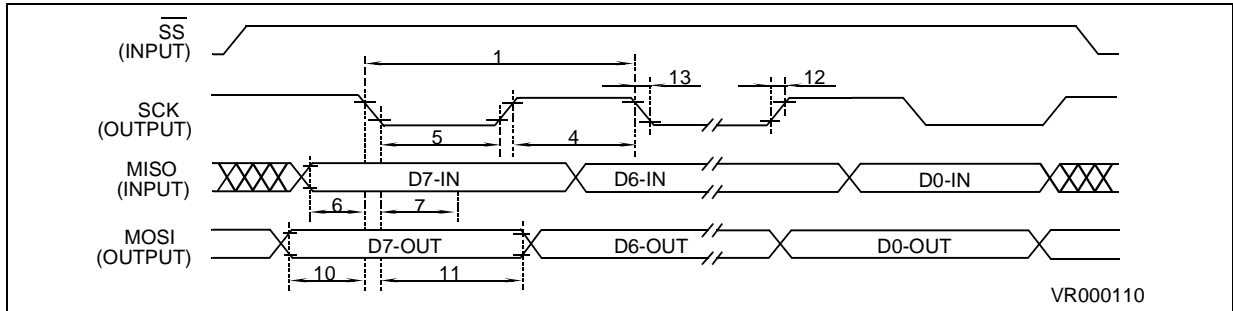 SS
(INPUT)
1
13
12
SCK
(OUTPUT)
5
4
MISO
(INPUT)
D7-IN
D6-IN
D0-IN
6
7
MOSI
(OUTPUT)
D7-OUT
D6-OUT
D0-OUT
10
11
VR000110